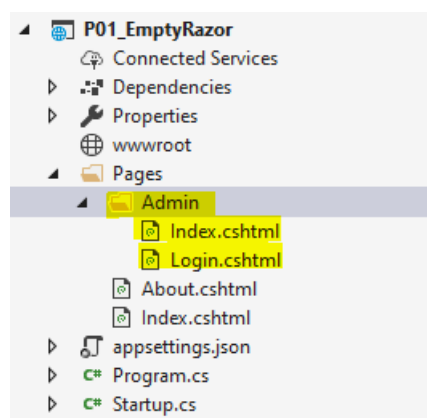 P01_EmptyRazor
Connected Services
Dependencies
Properties
wwwroot
Pages
Admin
Index.cshtml
Login.cshtml
About.cshtml
Index.cshtml
appsettings.json
C# Program.cs
C# Startup.cs